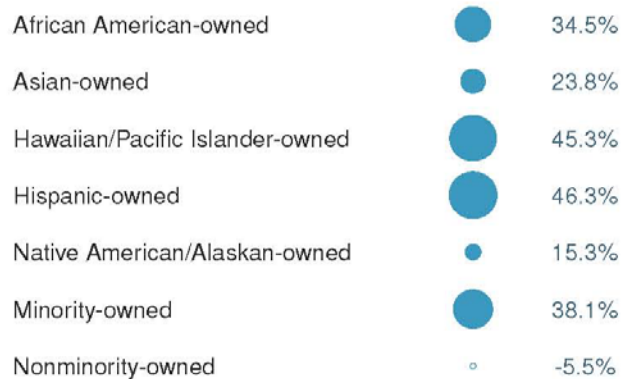 African American-owned 34.5%
Asian-owned 23.8%
Hawaiian/Pacific Islander-owned 45.3%
Hispanic-owned 46.3%
Native American/Alaskan-owned 15.3%
Minority-owned 38.1%
Nonminority-owned -5.5%